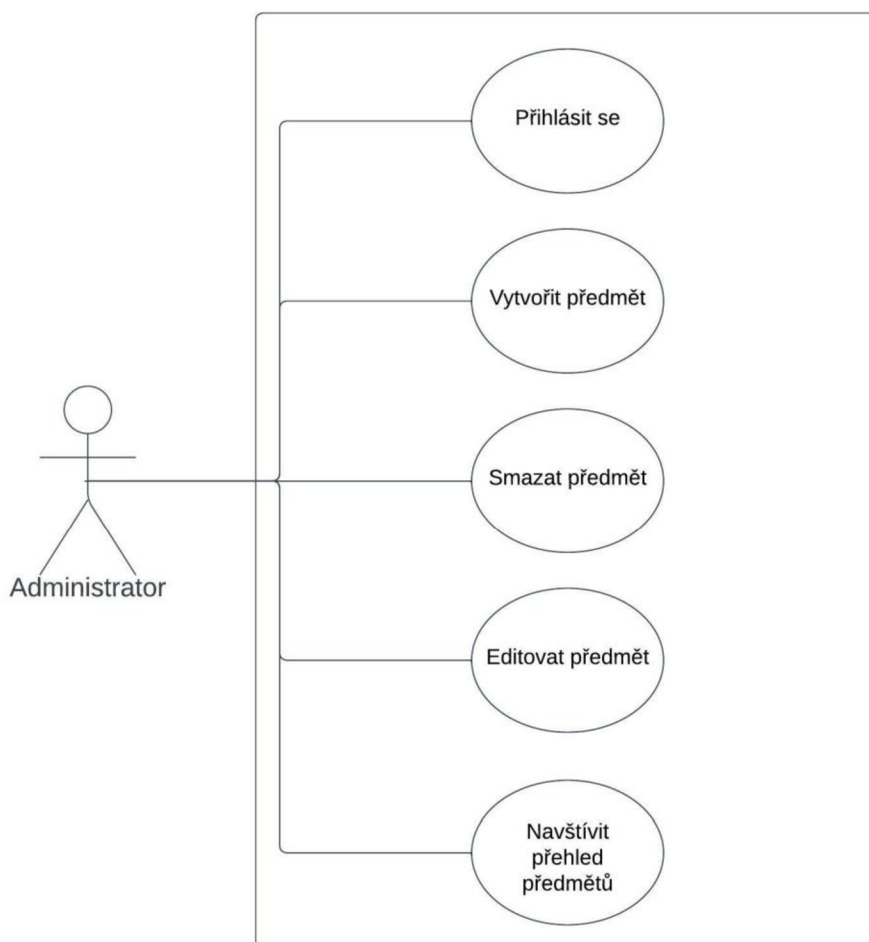 Přihlásit se
Vytvořit předmět
Smazat předmět
Administrator
Editovat předmět
Navštívit
přehled
předmětů